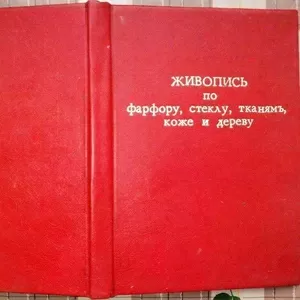 ЖИВОПИСЬ
по
фарфору, стеклу, тканямъ,
коже и дереву